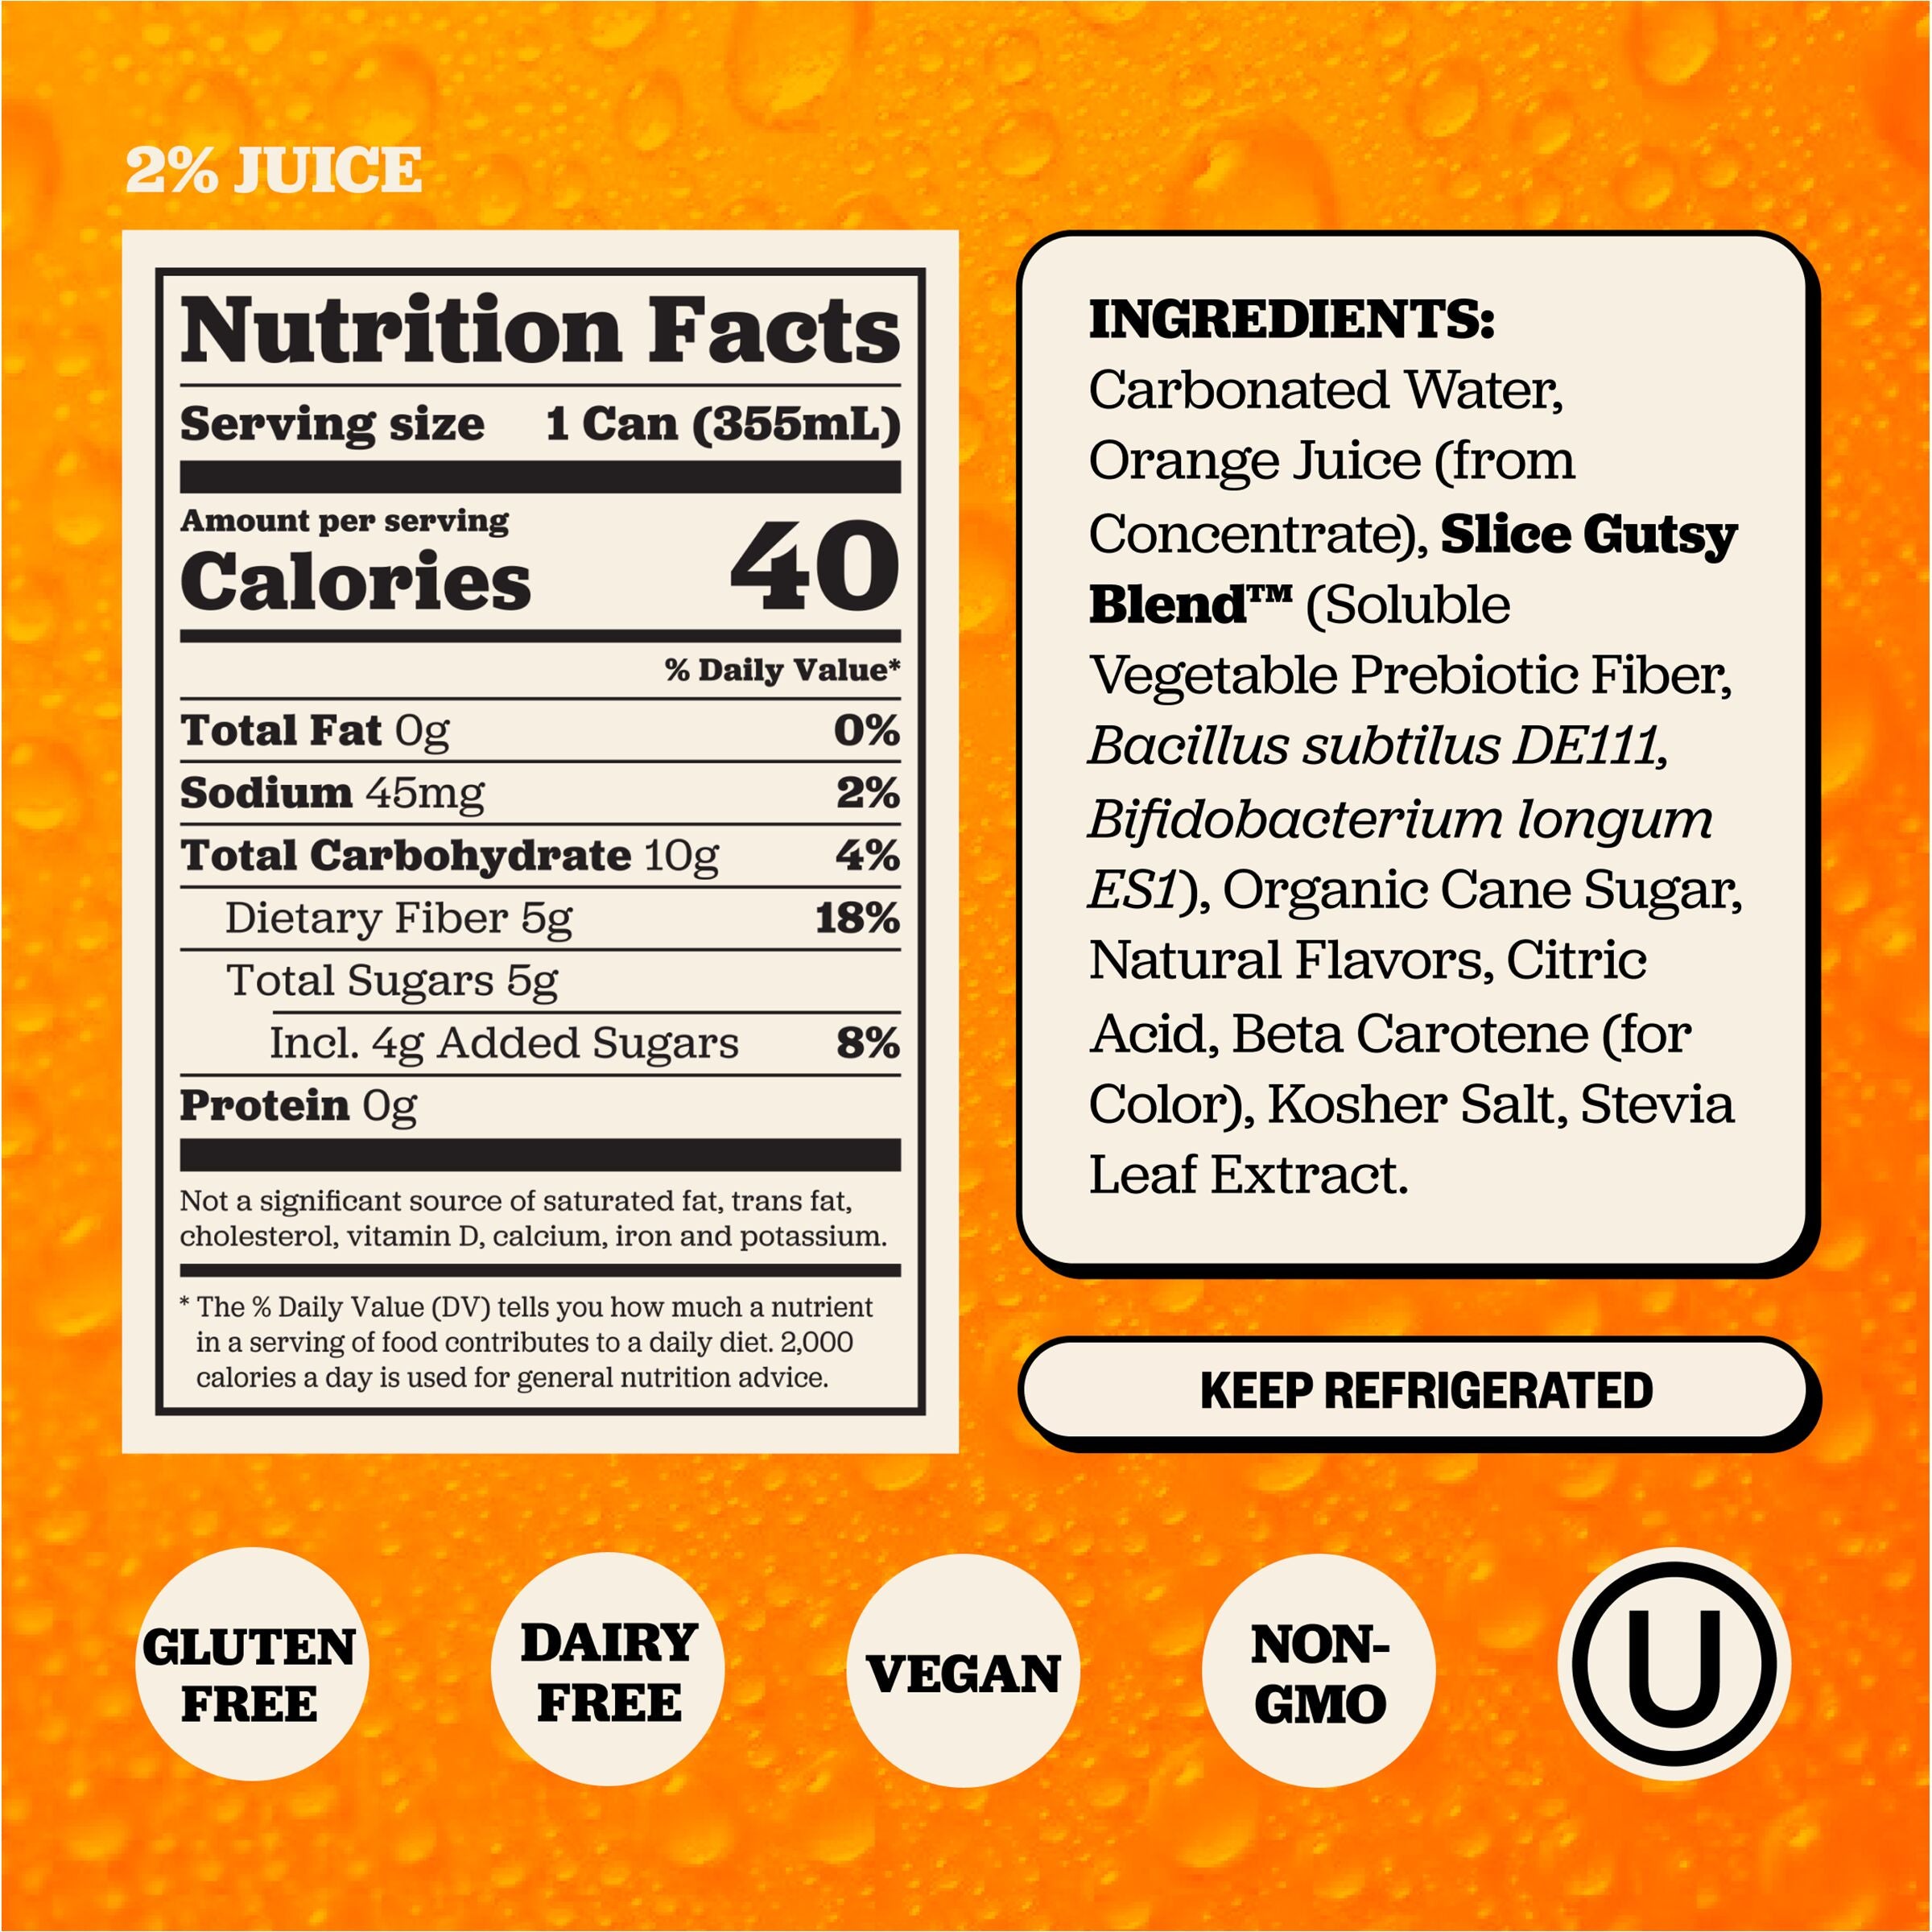 2% JUICE
Nutrition Facts
Serving size 1 Can (355mL)
Amount per serving
Calories 40
% Daily Value*
Total Fat 0g 0%
Sodium 45mg 2%
Total Carbohydrate 10g 4%
Dietary Fiber 5g 18%
Total Sugars 5g
Incl. 4g Added Sugars 8%
Protein 0g
Not a significant source of saturated fat, trans fat,
cholesterol, vitamin D, calcium, iron and potassium.
* The % Daily Value (DV) tells you how much a nutrient
in a serving of food contributes to a daily diet. 2,000
calories a day is used for general nutrition advice.
INGREDIENTS:
Carbonated Water,
Orange Juice (from
Concentrate), Slice Gutsy
Blend™ (Soluble
Vegetable Prebiotic Fiber,
Bacillus subtilus DE111,
Bifidobacterium longum
ES1), Organic Cane Sugar,
Natural Flavors, Citric
Acid, Beta Carotene (for
Color), Kosher Salt, Stevia
Leaf Extract.
KEEP REFRIGERATED
GLUTEN
FREE
DAIRY
FREE
VEGAN
NON-
GMO
U